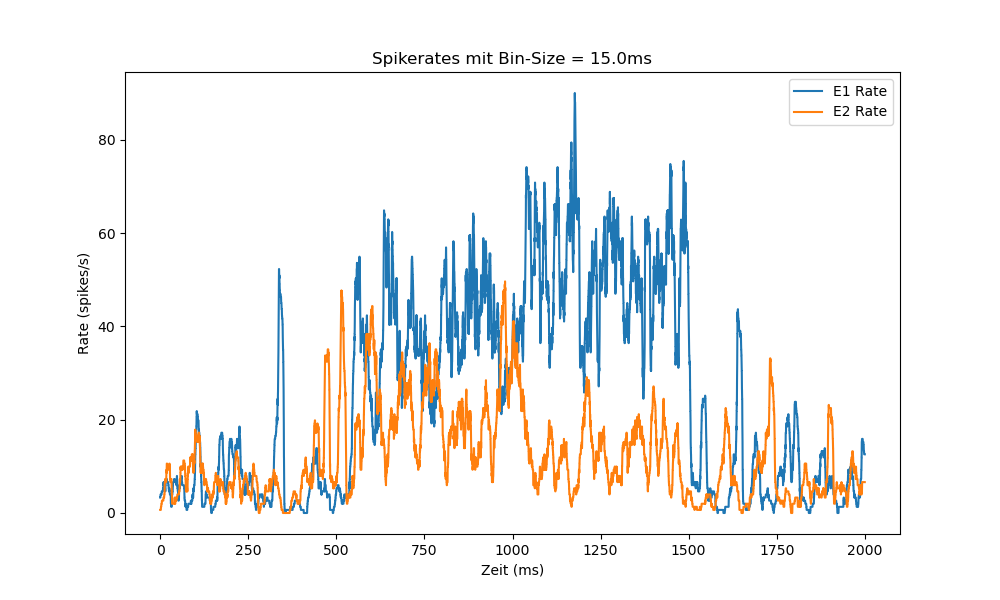 Spikerates mit Bin-Size = 15.0ms
E1 Rate
E2 Rate
Rate (spikes/s)
80
60
40
20
0
0 250 500 750 1000 1250 1500 1750 2000
Zeit (ms)